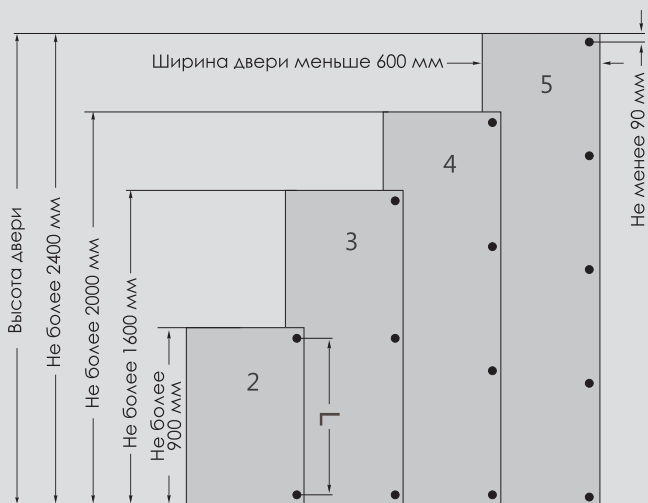 Ширина двери меньше 600 мм
5
Не менее 90 мм
4
3
2
Высота двери
Не более 2400 мм
Не более 2000 мм
Не более 1600 мм
Не более
900 мм
L